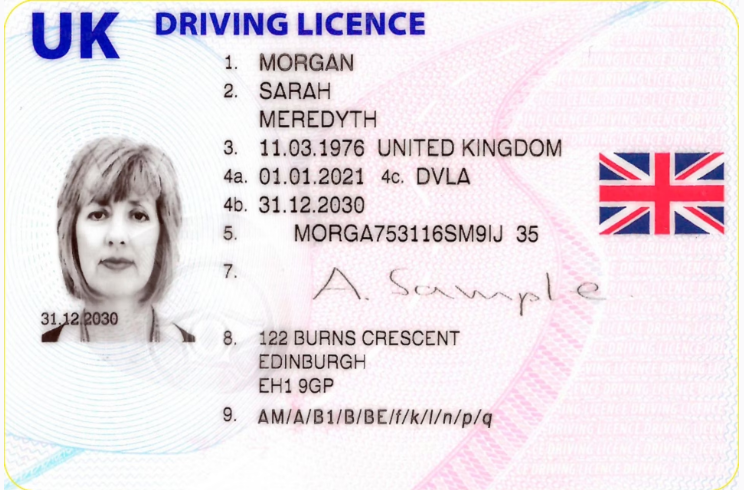 UK DRIVING LICENCE
1. MORGAN
2. SARAH
MEREDYTH
3. 11.03.1976 UNITED KINGDOM
4a. 01.01.2021 4c. DVLA
4b. 31.12.2030
5. MORGA753116SM9IJ 35
7. A. Sample
31.12.2030
8. 122 BURNS CRESCENT
EDINBURGH
EH1 9GP
9. AM/A/B1/B/BE/f/k/l/n/p/q